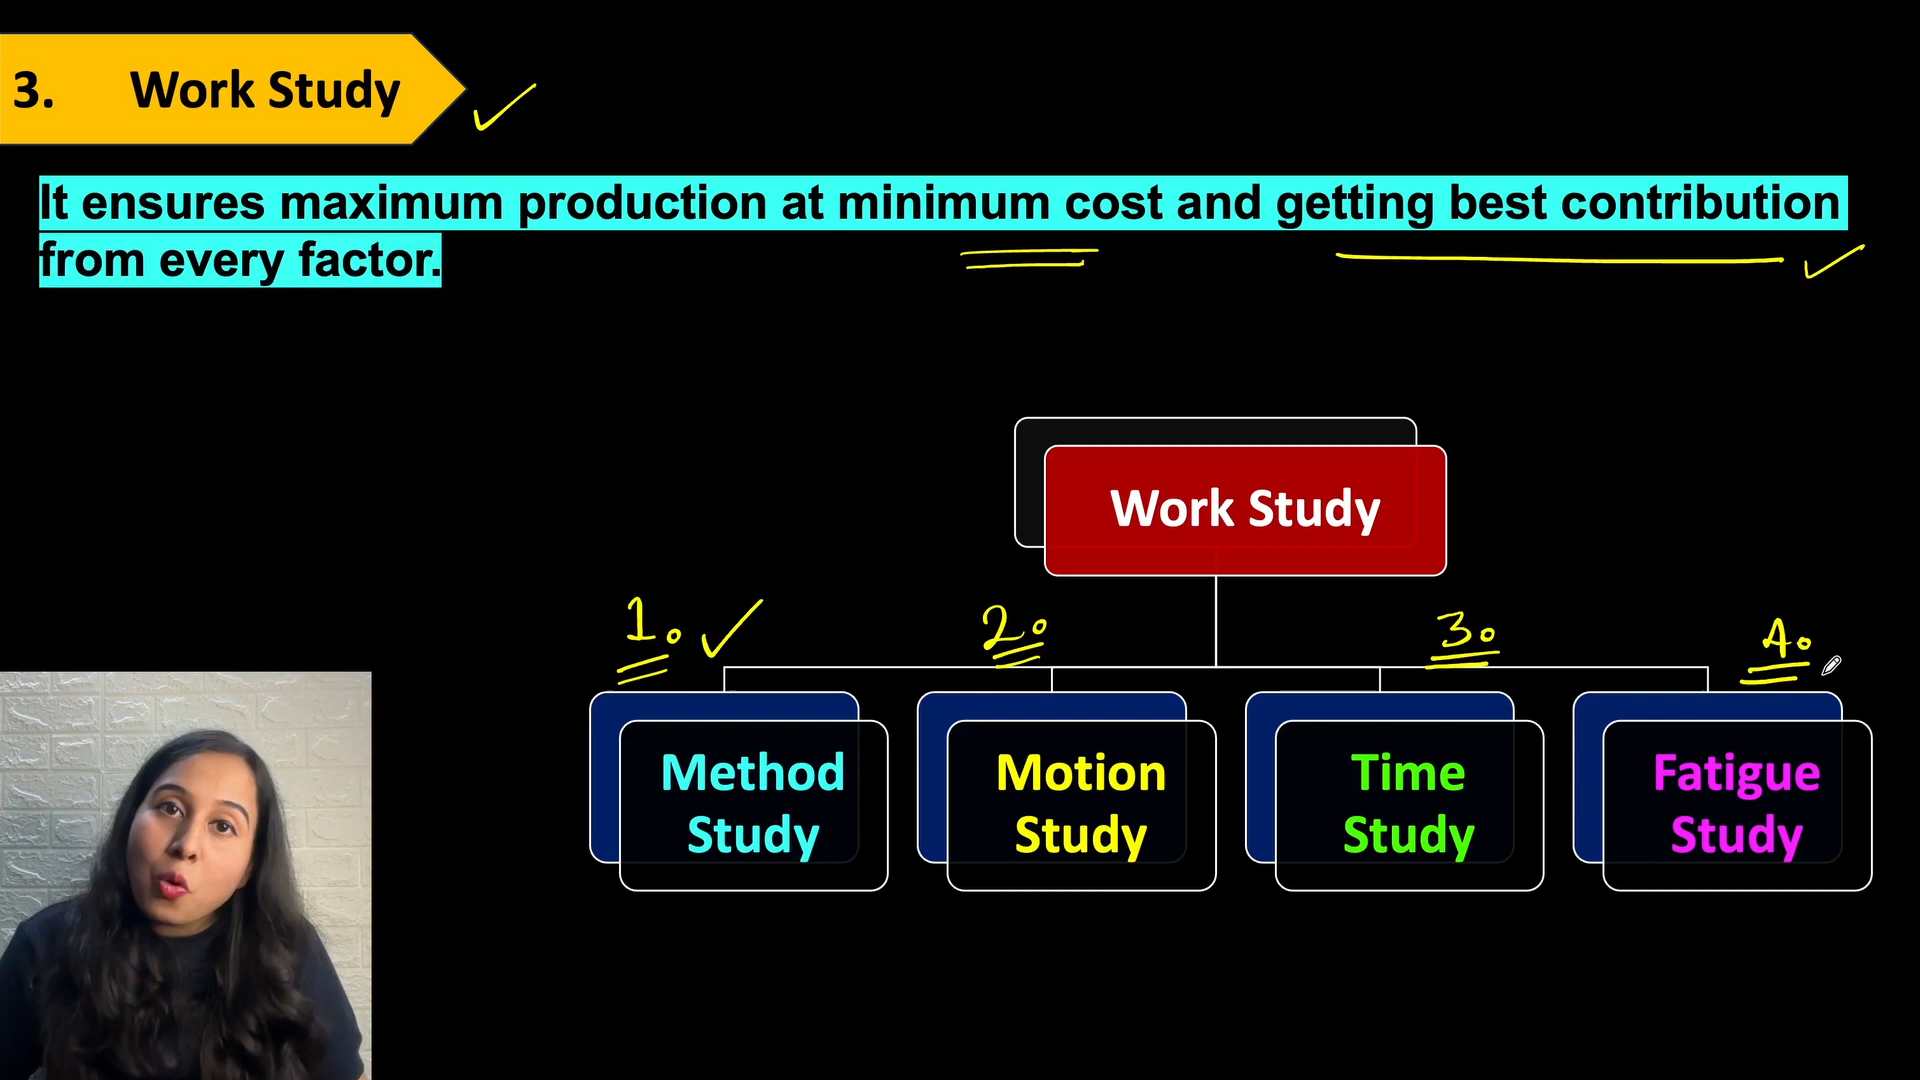 3. Work Study
It ensures maximum production at minimum cost and getting best contribution
from every factor.
Work Study
1. 2. 3. 4.
Method
Study
Motion
Study
Time
Study
Fatigue
Study